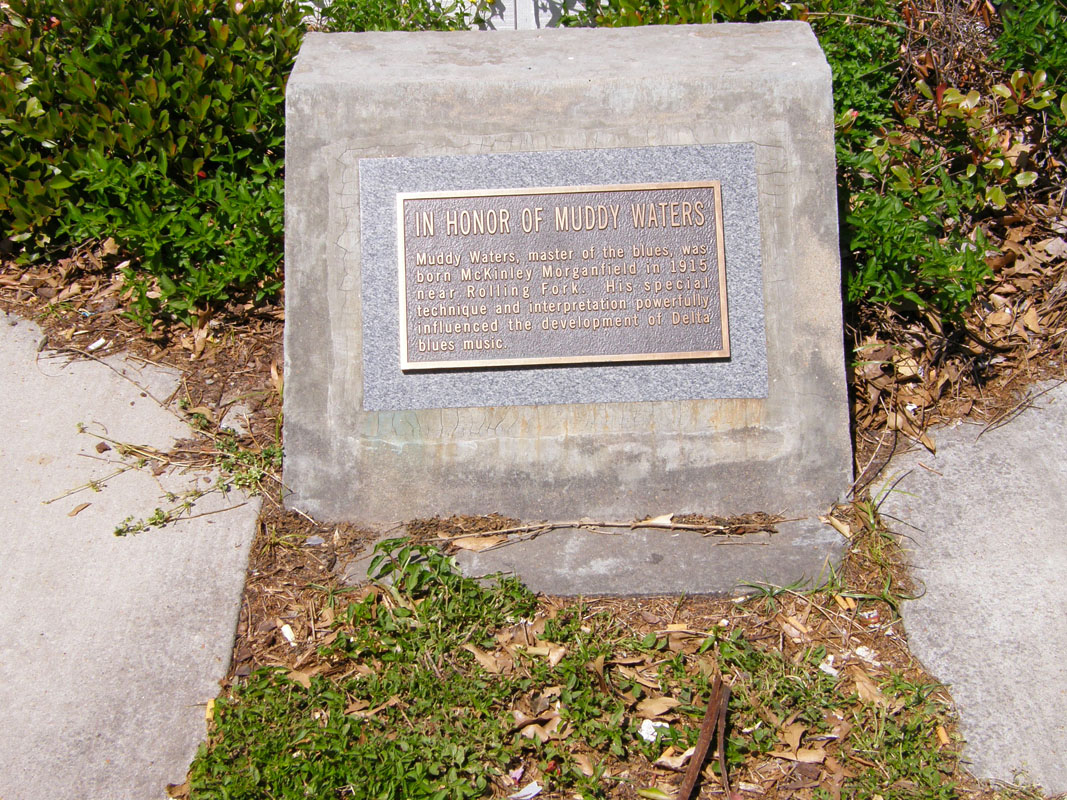 IN HONOR OF MUDDY WATERS
Muddy Waters, master of the blues, was
born McKinley Morganfield in 1915
near Rolling Fork. His special
technique and interpretation powerfully
influenced the development of Delta
blues music.